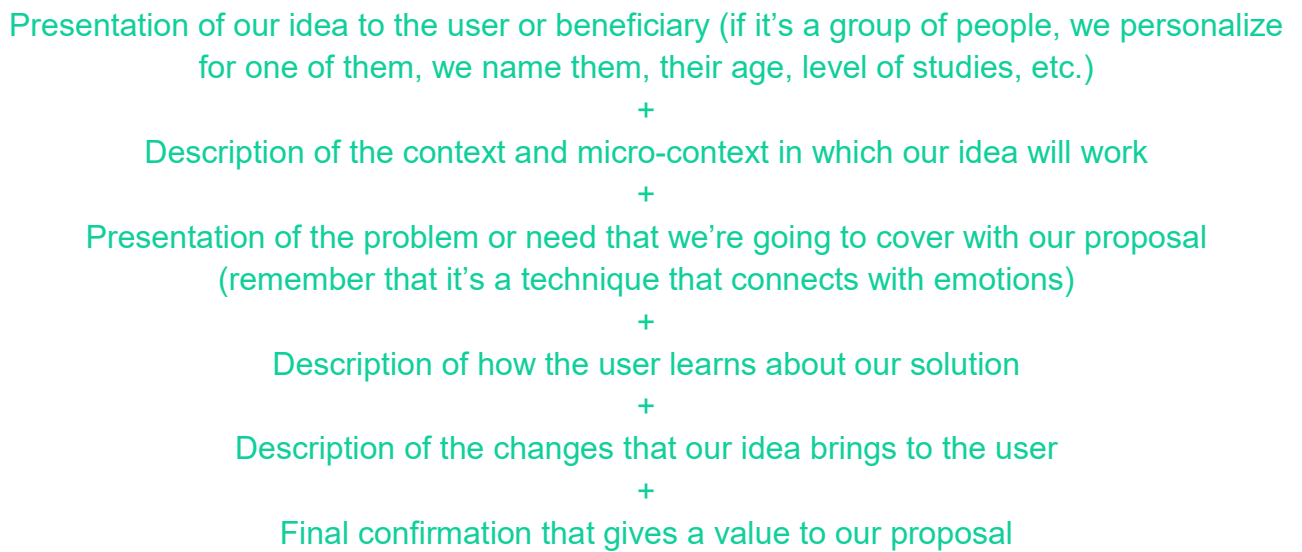 Presentation of our idea to the user or beneficiary (if it’s a group of people, we personalize
for one of them, we name them, their age, level of studies, etc.)
+
Description of the context and micro-context in which our idea will work
+
Presentation of the problem or need that we’re going to cover with our proposal
(remember that it’s a technique that connects with emotions)
+
Description of how the user learns about our solution
+
Description of the changes that our idea brings to the user
+
Final confirmation that gives a value to our proposal